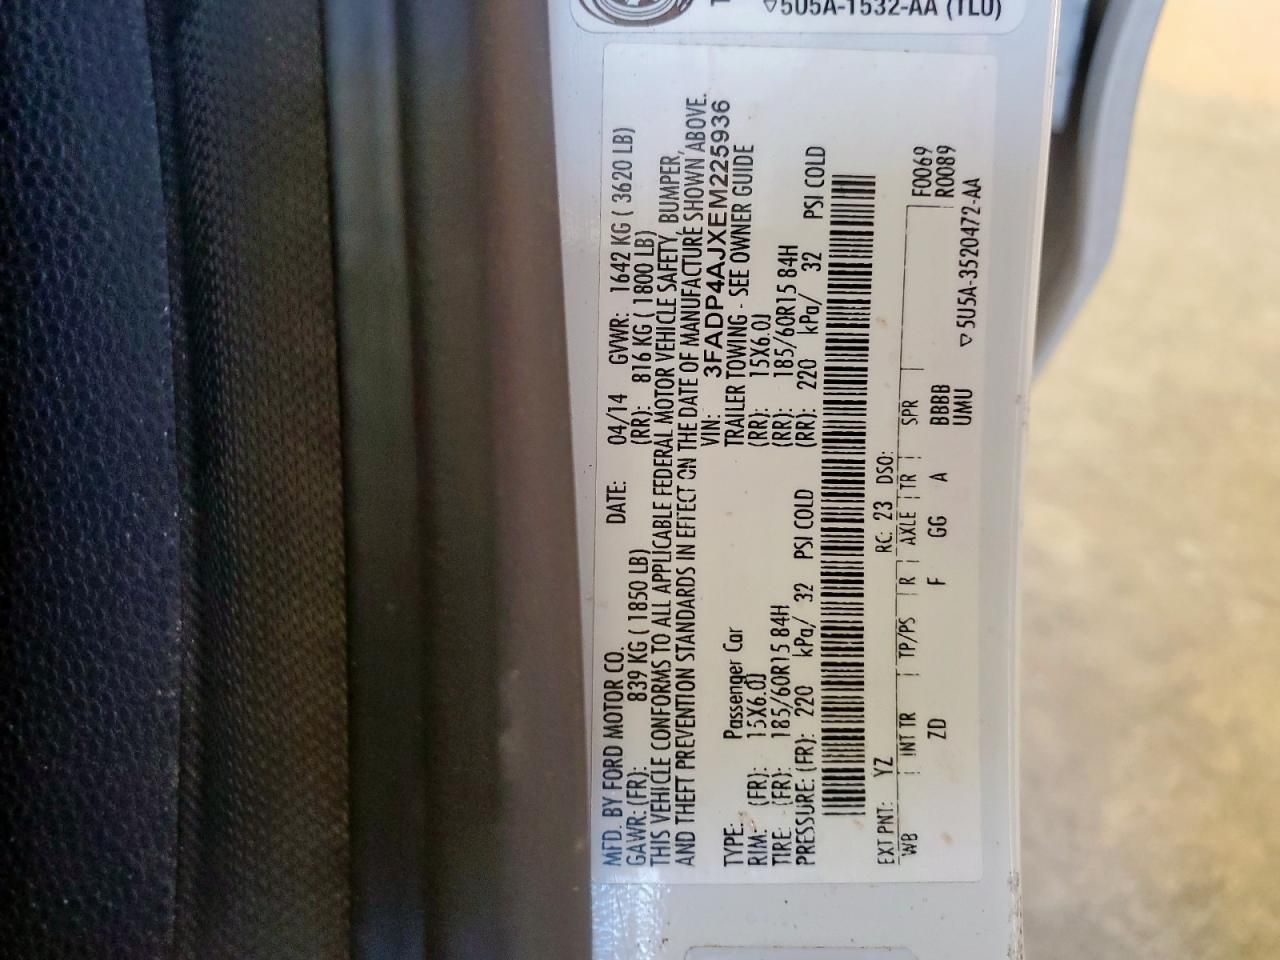 5U5A-1532-AA (TLU)
MFD. BY FORD MOTOR CO. DATE: 04/14 GVWR: 1642 KG ( 3620 LB)
GAWR: (FR): 839 KG ( 1850 LB) (RR): 816 KG ( 1800 LB)
THIS VEHICLE CONFORMS TO ALL APPLICABLE FEDERAL MOTOR VEHICLE SAFETY, BUMPER,
AND THEFT PREVENTION STANDARDS IN EFFECT ON THE DATE OF MANUFACTURE SHOWN ABOVE.
VIN: 3FADP4AJXEM225936
TYPE: Passenger Car TRAILER TOWING - SEE OWNER GUIDE
RIM: (FR): 15X6.0J (RR): 15X6.0J
TIRE: (FR): 185/60R15 84H (RR): 185/60R15 84H
PRESSURE: (FR): 220 kPa/ 32 PSI COLD (RR): 220 kPa/ 32 PSI COLD
EXT PNT: YZ RC: 23 DSO:
WB INT TR TP/PS R AXLE TR SPR F0069
ZD F GG A BBBB R0089
UMU 5U5A-3520472-AA